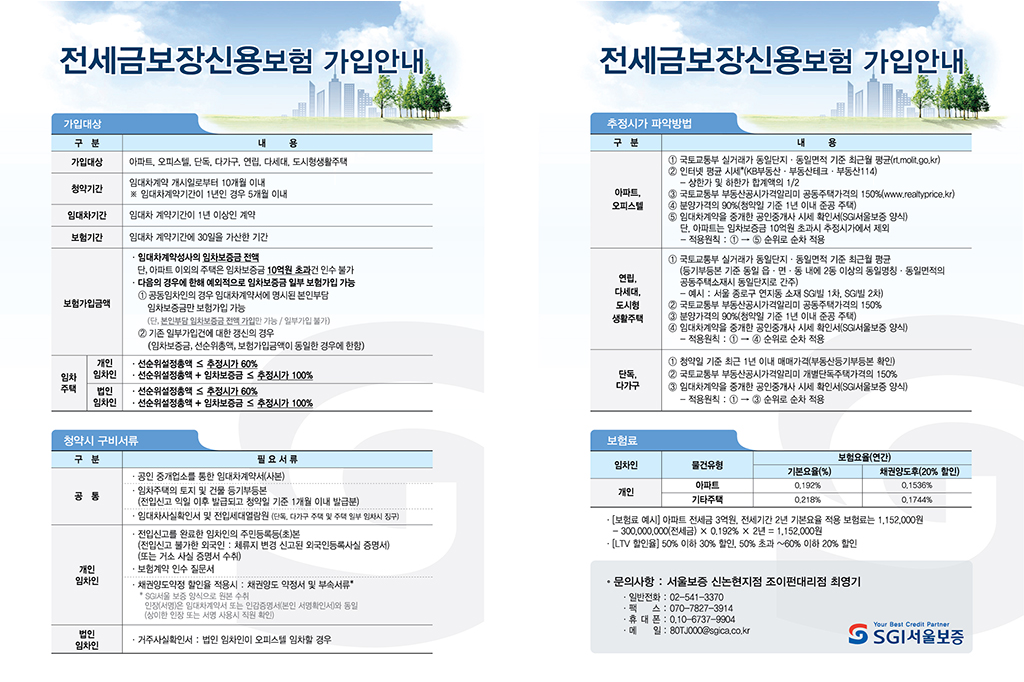 전세금보장신용보험 가입안내
가입대상
구 분 내 용
가입대상 아파트, 오피스텔, 단독, 다가구, 연립, 다세대, 도시형생활주택
청약기간 임대차계약 개시일로부터 10개월 이내
※ 임대차계약기간이 1년인 경우 5개월 이내
임대차기간 임대차 계약기간이 1년 이상인 계약
보험기간 임대차 계약기간에 30일을 가산한 기간
보험가입금액
· 임대차계약성사의 임차보증금 전액
단, 아파트 이외의 주택은 임차보증금 10억원 초과건 인수 불가
· 다음의 경우에 한해 예외적으로 임차보증금 일부 보험가입 가능
① 공동임차인의 경우 임대차계약서에 명시된 본인부담
임차보증금만 보험가입 가능
(단, 본인부담 임차보증금 전액 가입만 가능 / 일부가입 불가)
② 기존 일부가입건에 대한 갱신의 경우
(임차보증금, 선순위총액, 보험가입금액이 동일한 경우에 한함)
임차
주택
개인
임차인
· 선순위설정총액 ≤ 추정시가 60%
· 선순위설정총액 + 임차보증금 ≤ 추정시가 100%
법인
임차인
· 선순위설정총액 ≤ 추정시가 60%
· 선순위설정총액 + 임차보증금 ≤ 추정시가 100%
청약시 구비서류
구 분 필 요 서 류
공 통
· 공인 중개업소를 통한 임대차계약서(사본)
· 임차주택의 토지 및 건물 등기부등본
(전입신고 익일 이후 발급되고 청약일 기준 1개월 이내 발급분)
· 임대차사실확인서 및 전입세대열람원 (단독, 다가구 주택 및 주택 일부 임차시 징구)
개인
임차인
· 전입신고를 완료한 임차인의 주민등록등(초)본
(전입신고 불가한 외국인 : 체류지 변경 신고된 외국인등록사실 증명서)
(또는 거소 사실 증명서 수취)
· 보험계약 인수 질문서
· 채권양도약정 할인율 적용시 : 채권양도 약정서 및 부속서류*
* SGI서울 보증 양식으로 원본 수취
인장(서명)은 임대차계약서 또는 인감증명서(본인 서명확인서)와 동일
(상이한 인장 또는 서명 사용시 직원 확인)
법인
임차인
· 거주사실확인서 : 법인 임차인이 오피스텔 임차할 경우
전세금보장신용보험 가입안내
추정시가 파악방법
구 분 내 용
아파트,
오피스텔
① 국토교통부 실거래가 동일단지 · 동일면적 기준 최근월 평균(rt.molit.go.kr)
② 인터넷 평균 시세*(KB부동산 · 부동산테크 · 부동산114)
- 상한가 및 하한가 합계액의 1/2
③ 국토교통부 부동산공시가격알리미 공동주택가격의 150%(www.realtyprice.kr)
④ 분양가격의 90%(청약일 기준 1년 이내 준공 주택)
⑤ 임대차계약을 중개한 공인중개사 시세 확인서(SGI서울보증 양식)
단, 아파트는 임차보증금 10억원 초과시 추정시가에서 제외
- 적용원칙 : ① → ⑤ 순위로 순차 적용
연립,
다세대,
도시형
생활주택
① 국토교통부 실거래가 동일단지 · 동일면적 기준 최근월 평균
(등기부등본 기준 동일 읍 · 면 · 동 내에 2동 이상의 동일명칭 · 동일면적의
공동주택소재시 동일단지로 간주)
- 예시 : 서울 종로구 연지동 소재 SGI빌 1차, SGI빌 2차)
② 국토교통부 부동산공시가격알리미 공동주택가격의 150%
③ 분양가격의 90%(청약일 기준 1년 이내 준공 주택)
④ 임대차계약을 중개한 공인중개사 시세 확인서(SGI서울보증 양식)
- 적용원칙 : ① → ④ 순위로 순차 적용
단독,
다가구
① 청약일 기준 최근 1년 이내 매매가격(부동산등기부등본 확인)
② 국토교통부 부동산공시가격알리미 개별단독주택가격의 150%
③ 임대차계약을 중개한 공인중개사 시세 확인서(SGI서울보증 양식)
- 적용원칙 : ① → ③ 순위로 순차 적용
보험료
임차인 물건유형 보험요율(연간)
기본요율(%) 채권양도후(20% 할인)
개인 아파트 0.192% 0.1536%
기타주택 0.218% 0.1744%
· [보험료 예시] 아파트 전세금 3억원, 전세기간 2년 기본요율 적용 보험료는 1,152,000원
- 300,000,000(전세금) × 0.192% × 2년 = 1,152,000원
· [LTV 할인율] 50% 이하 30% 할인, 50% 초과 ~60% 이하 20% 할인
· 문의사항 : 서울보증 신논현지점 조이펀대리점 최영기
· 일반전화 : 02-541-3370
· 팩 스 : 070-7827-3914
· 휴 대 폰 : 0.10-6737-9904
· 메 일 : 80TJ000@sgica.co.kr
Your Best Credit Partner
SGI서울보증